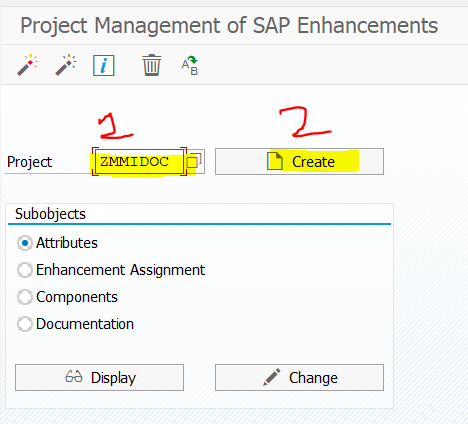 Project Management of SAP Enhancements
1 2
Project ZMMIDOC Create
Subobjects
Attributes
Enhancement Assignment
Components
Documentation
Display Change